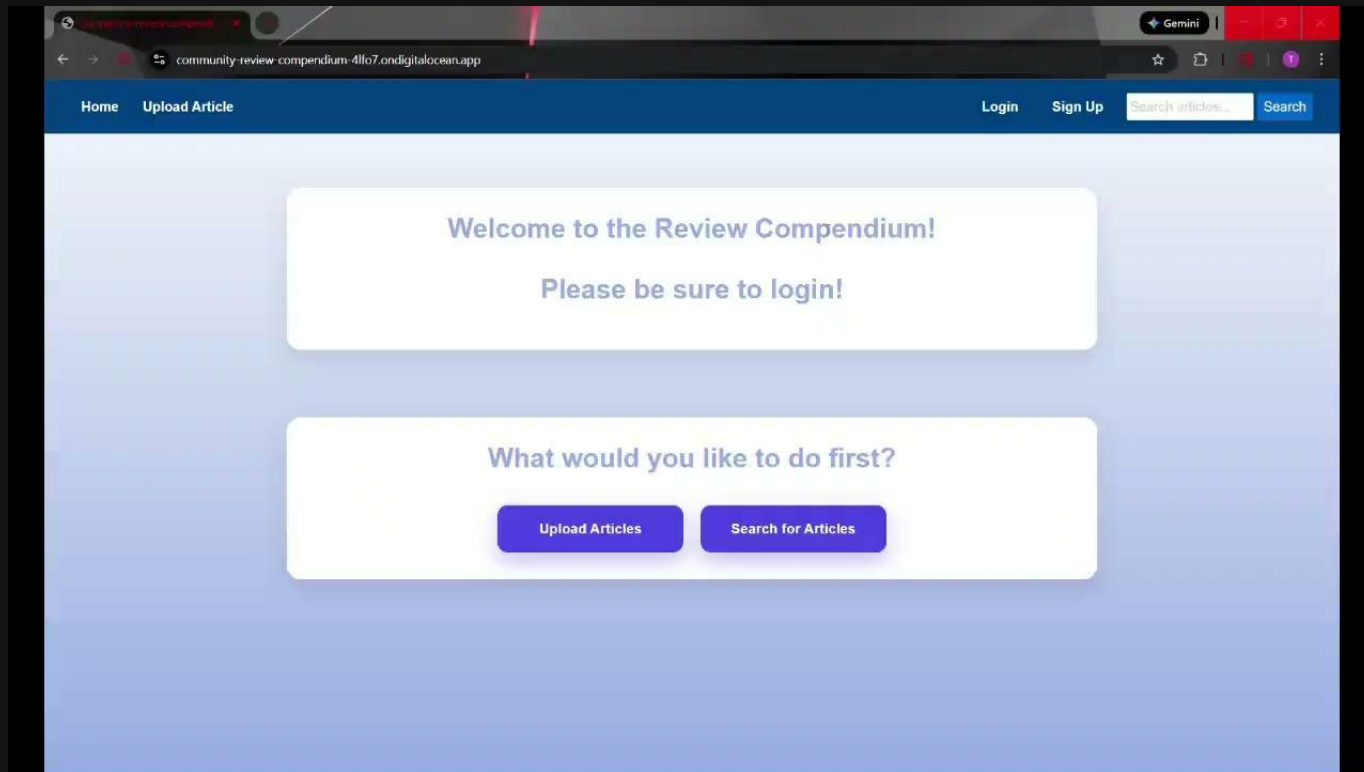 Gemini
community-review-compendium-4lfo7.ondigitalocean.app
T
Home
Upload Article
Login
Sign Up
Search articles...
Search
Welcome to the Review Compendium!
Please be sure to login!
What would you like to do first?
Upload Articles
Search for Articles